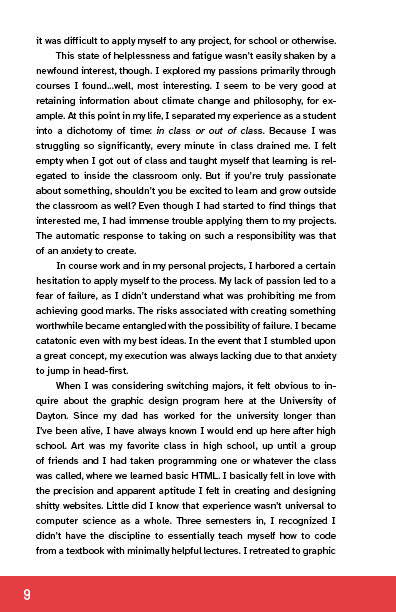 it was difficult to apply myself to any project, for school or otherwise.
This state of helplessness and fatigue wasn't easily shaken by a
newfound interest, though. I explored my passions primarily through
courses I found...well, most interesting. I seem to be very good at
retaining information about climate change and philosophy, for ex-
ample. At this point in my life, I separated my experience as a student
into a dichotomy of time: in class or out of class. Because I was
struggling so significantly, every minute in class drained me. I felt
empty when I got out of class and taught myself that learning is rel-
egated to inside the classroom only. But if you're truly passionate
about something, shouldn't you be excited to learn and grow outside
the classroom as well? Even though I had started to find things that
interested me, I had immense trouble applying them to my projects.
The automatic response to taking on such a responsibility was that
of an anxiety to create.
In course work and in my personal projects, I harbored a certain
hesitation to apply myself to the process. My lack of passion led to a
fear of failure, as I didn't understand what was prohibiting me from
achieving good marks. The risks associated with creating something
worthwhile became entangled with the possibility of failure. I became
catatonic even with my best ideas. In the event that I stumbled upon
a great concept, my execution was always lacking due to that anxiety
to jump in head-first.
When I was considering switching majors, it felt obvious to in-
quire about the graphic design program here at the University of
Dayton. Since my dad has worked for the university longer than
I've been alive, I have always known I would end up here after high
school. Art was my favorite class in high school, up until a group
of friends and I had taken programming one or whatever the class
was called, where we learned basic HTML. I basically fell in love with
the precision and apparent aptitude I felt in creating and designing
shitty websites. Little did I know that experience wasn't universal to
computer science as a whole. Three semesters in, I recognized I
didn't have the discipline to essentially teach myself how to code
from a textbook with minimally helpful lectures. I retreated to graphic
9